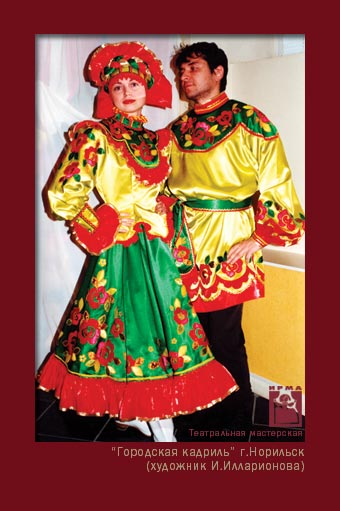 ИРМА
Театральная мастерская
"Городская кадриль" г.Норильск
(художник И.Илларионова)